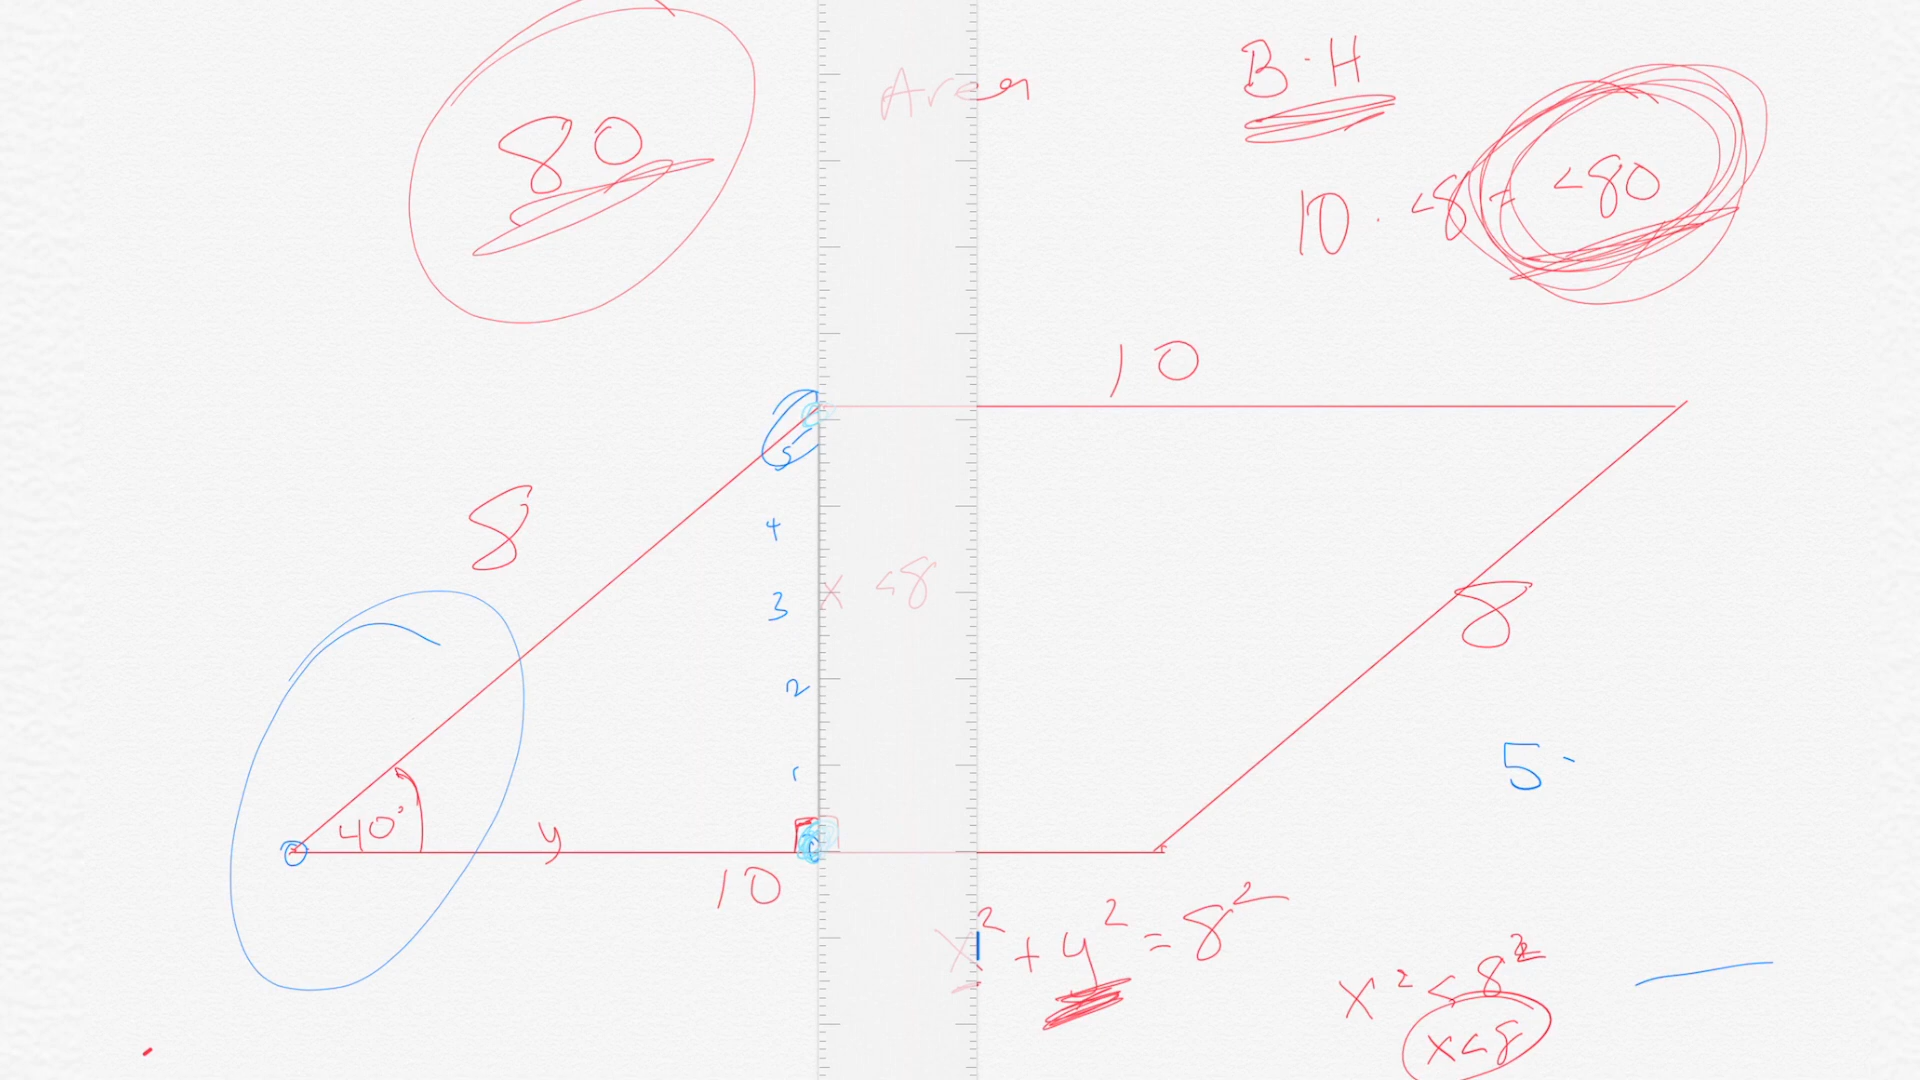 80
Area
B · H
10 · <8 = <80
10
8
5
4
3
x <8
2
1
8
40°
y
10
5 -
x² + y² = 8²
x² < 8²
x<8